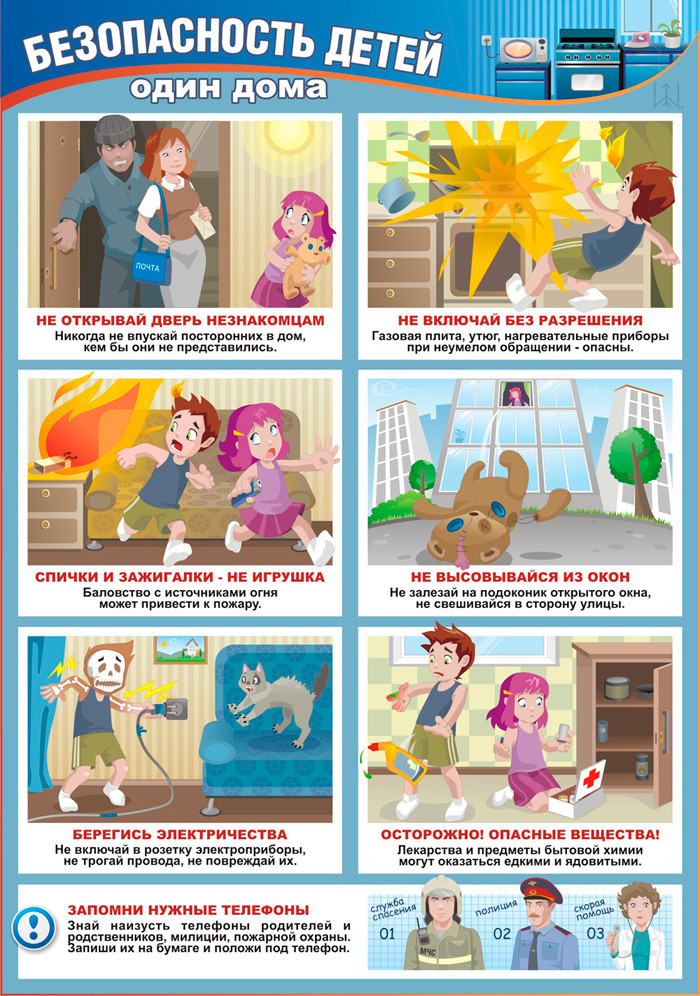 БЕЗОПАСНОСТЬ ДЕТЕЙ
один дома
ПОЧТА
НЕ ОТКРЫВАЙ ДВЕРЬ НЕЗНАКОМЦАМ
Никогда не впускай посторонних в дом,
кем бы они не представились.
НЕ ВКЛЮЧАЙ БЕЗ РАЗРЕШЕНИЯ
Газовая плита, утюг, нагревательные приборы
при неумелом обращении - опасны.
СПИЧКИ И ЗАЖИГАЛКИ - НЕ ИГРУШКА
Баловство с источниками огня
может привести к пожару.
НЕ ВЫСОВЫВАЙСЯ ИЗ ОКОН
Не залезай на подоконик открытого окна,
не свешивайся в сторону улицы.
БЕРЕГИСЬ ЭЛЕКТРИЧЕСТВА
Не включай в розетку электроприборы,
не трогай провода, не повреждай их.
ОСТОРОЖНО! ОПАСНЫЕ ВЕЩЕСТВА!
Лекарства и предметы бытовой химии
могут оказаться едкими и ядовитыми.
!
ЗАПОМНИ НУЖНЫЕ ТЕЛЕФОНЫ
Знай наизусть телефоны родителей и
родственников, милиции, пожарной охраны.
Запиши их на бумаге и положи под телефон.
служба
спасения
01
МЧС
полиция
02
скорая
помощь
03